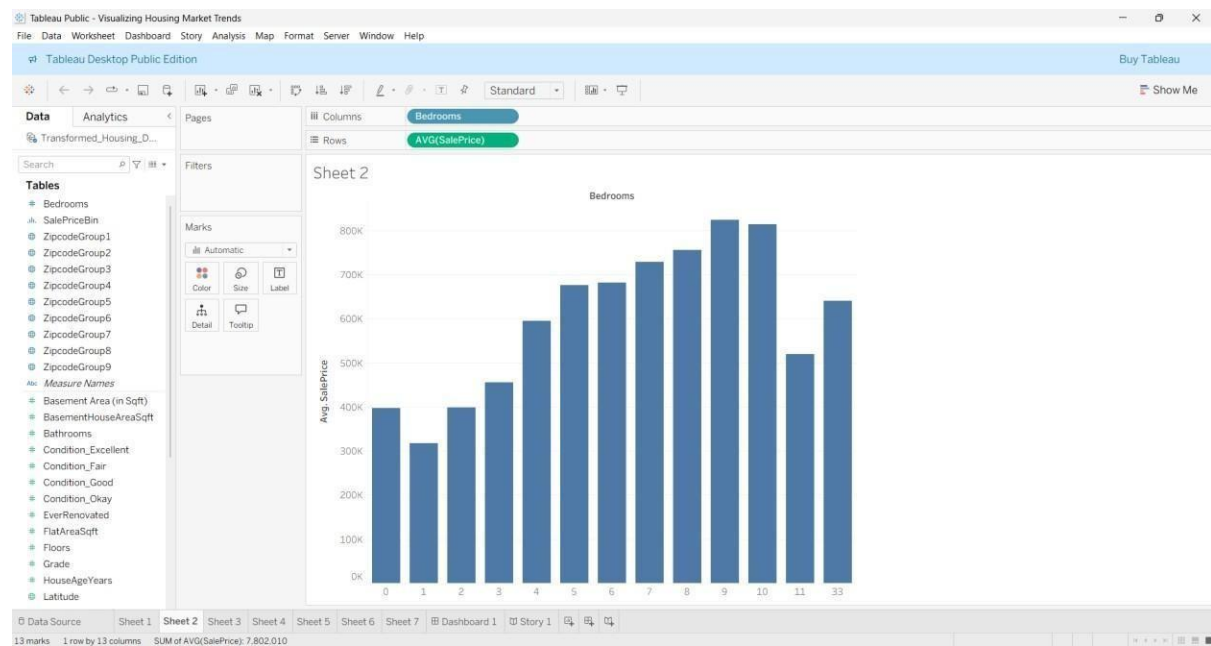 Tableau Public - Visualizing Housing Market Trends
File Data Worksheet Dashboard Story Analysis Map Format Server Window Help
Tableau Desktop Public Edition Buy Tableau
Standard Show Me
Data Analytics Pages Columns Bedrooms
Transformed_Housing_D... Rows AVG(SalePrice)
Search Filters
Sheet 2
Tables
Bedrooms
Bedrooms
SalePriceBin
ZipcodeGroup1
ZipcodeGroup2
ZipcodeGroup3
ZipcodeGroup4
ZipcodeGroup5
ZipcodeGroup6
ZipcodeGroup7
ZipcodeGroup8
ZipcodeGroup9
Abc Measure Names
Basement Area (in Sqft)
BasementHouseAreaSqft
Bathrooms
Condition_Excellent
Condition_Fair
Condition_Good
Condition_Okay
EverRenovated
FlatAreaSqft
Floors
Grade
HouseAgeYears
Latitude
Marks
Automatic
Color Size Label
Detail Tooltip
Avg. SalePrice
800K
700K
600K
500K
400K
300K
200K
100K
0K
0 1 2 3 4 5 6 7 8 9 10 11 33
Data Source Sheet 1 Sheet 2 Sheet 3 Sheet 4 Sheet 5 Sheet 6 Sheet 7 Dashboard 1 Story 1
13 marks 1 row by 13 columns SUM of AVG(SalePrice): 7,802,010